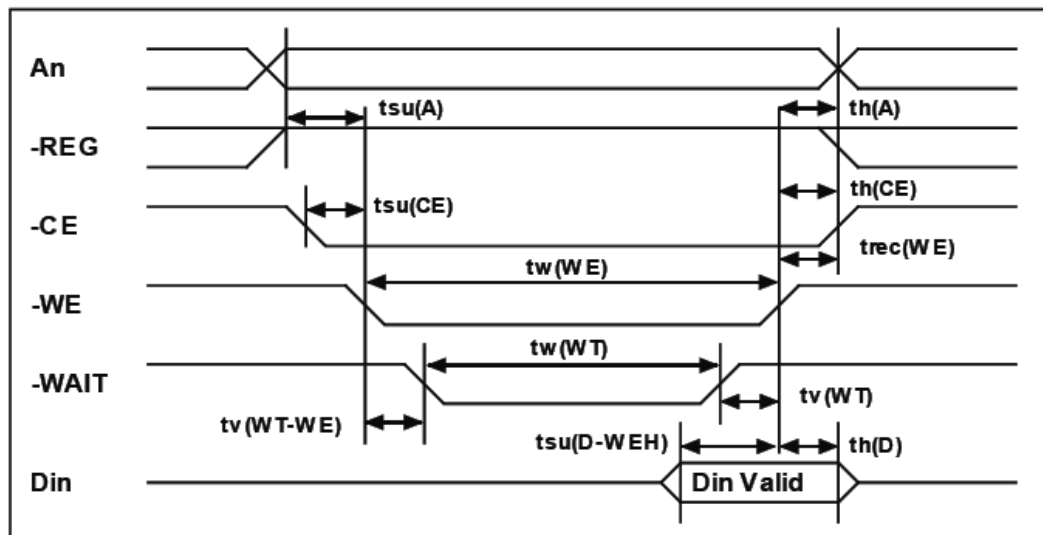 An
tsu(A)
th(A)
-REG
tsu(CE)
th(CE)
-CE
trec(WE)
tw(WE)
-WE
tw(WT)
-WAIT
tv(WT-WE)
tv(WT)
tsu(D-WEH)
th(D)
Din
Din Valid